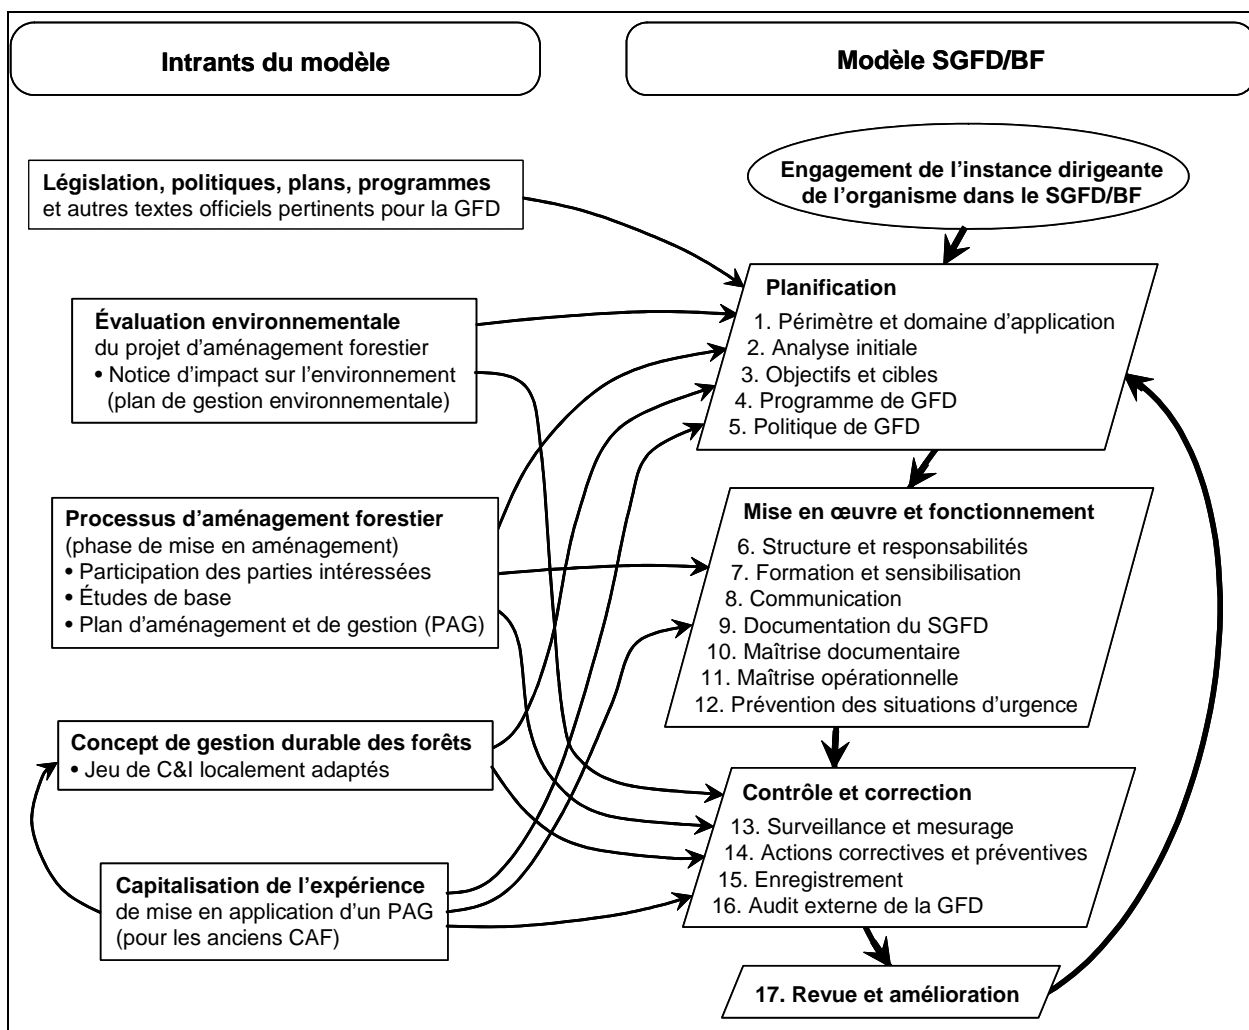 Intrants du modèle
Modèle SGFD/BF
Législation, politiques, plans, programmes
et autres textes officiels pertinents pour la GFD
Évaluation environnementale
du projet d'aménagement forestier
• Notice d'impact sur l'environnement
(plan de gestion environnementale)
Processus d'aménagement forestier
(phase de mise en aménagement)
• Participation des parties intéressées
• Études de base
• Plan d'aménagement et de gestion (PAG)
Concept de gestion durable des forêts
• Jeu de C&I localement adaptés
Capitalisation de l'expérience
de mise en application d'un PAG
(pour les anciens CAF)
Engagement de l'instance dirigeante
de l'organisme dans le SGFD/BF
Planification
1. Périmètre et domaine d'application
2. Analyse initiale
3. Objectifs et cibles
4. Programme de GFD
5. Politique de GFD
Mise en œuvre et fonctionnement
6. Structure et responsabilités
7. Formation et sensibilisation
8. Communication
9. Documentation du SGFD
10. Maîtrise documentaire
11. Maîtrise opérationnelle
12. Prévention des situations d'urgence
Contrôle et correction
13. Surveillance et mesurage
14. Actions correctives et préventives
15. Enregistrement
16. Audit externe de la GFD
17. Revue et amélioration